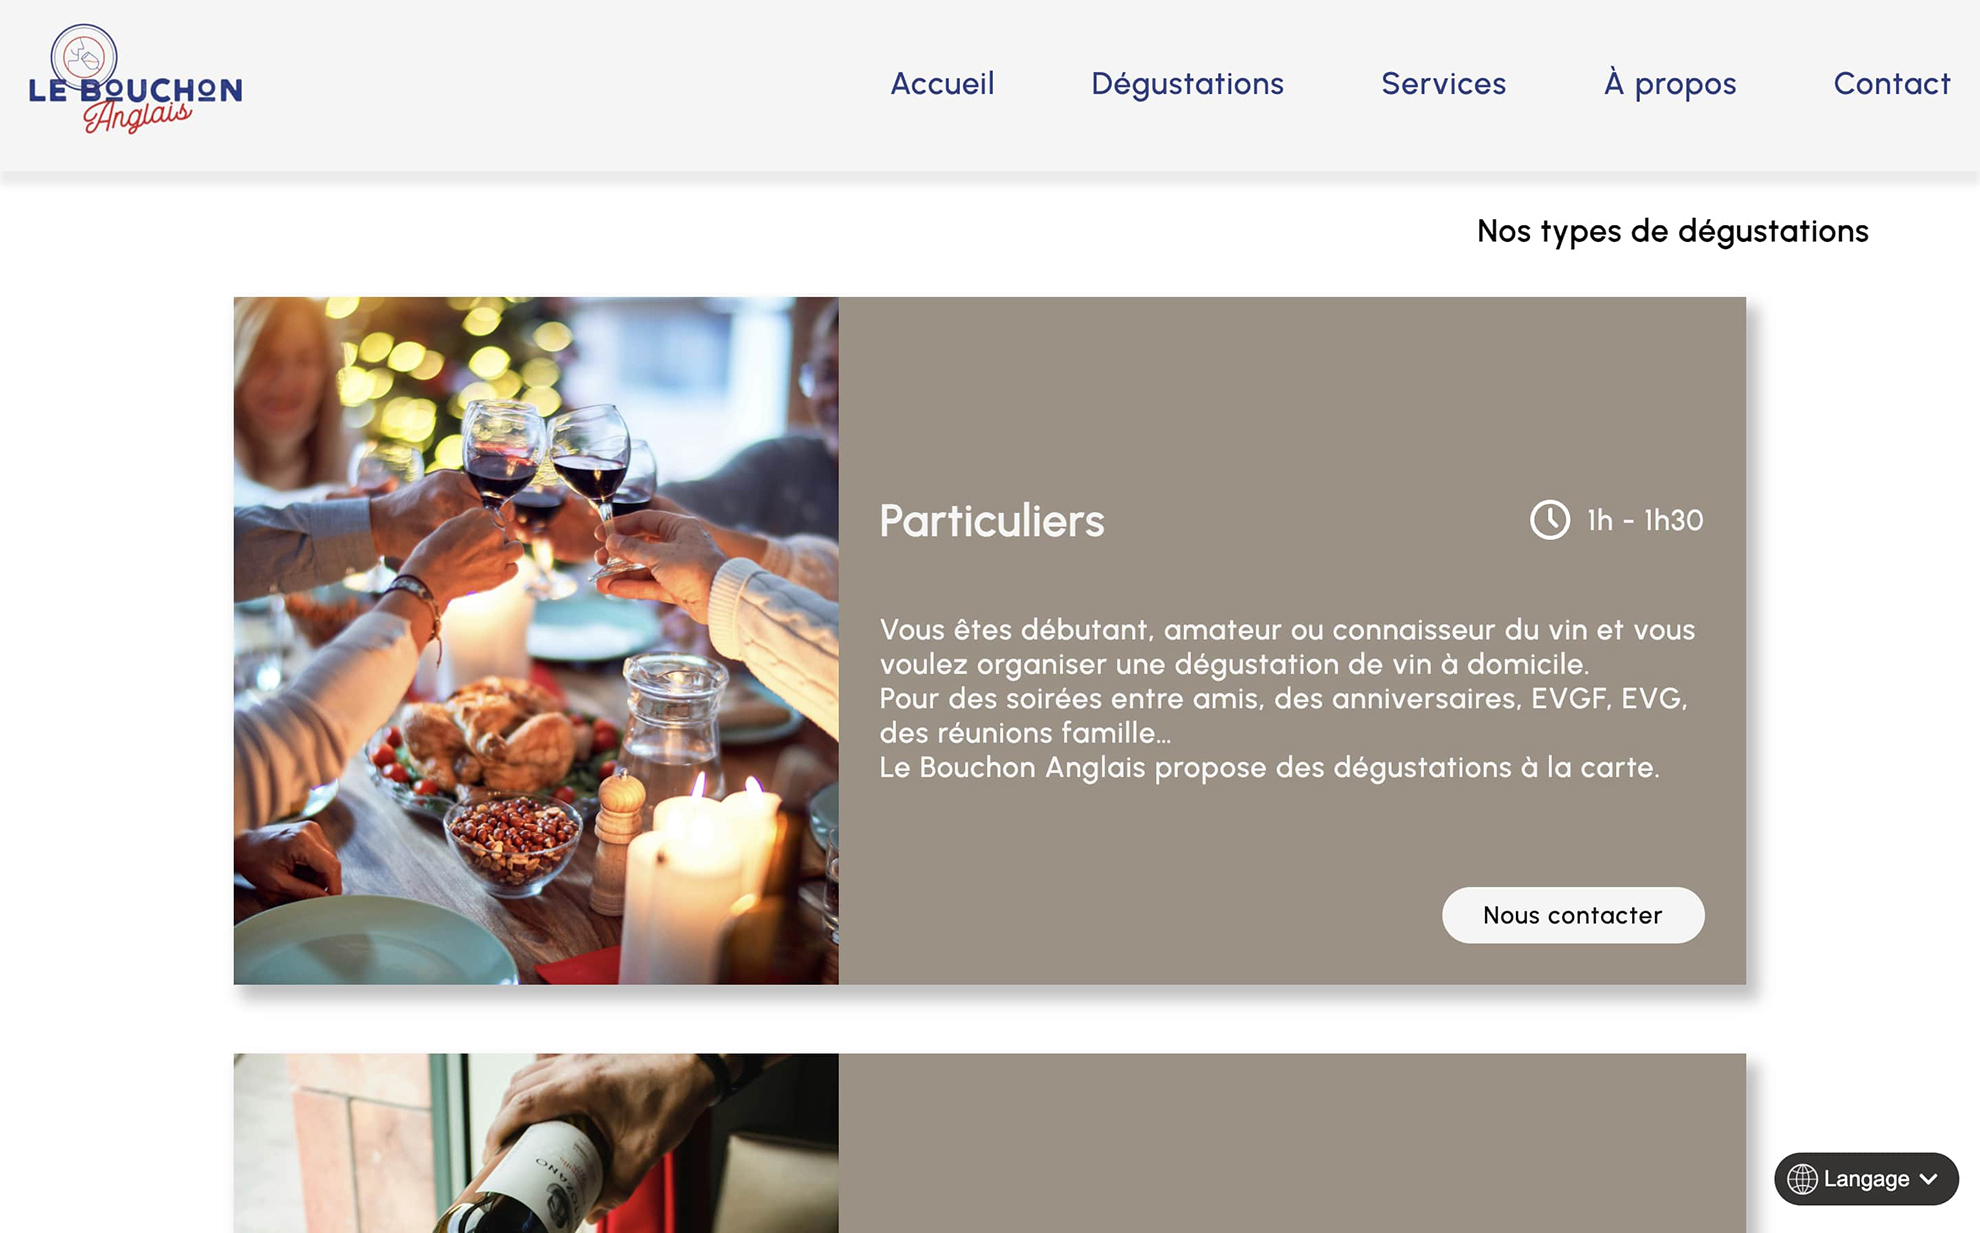 LE BOUCHON
Anglais
Accueil
Dégustations
Services
À propos
Contact
Nos types de dégustations
Particuliers
1h - 1h30
Vous êtes débutant, amateur ou connaisseur du vin et vous
voulez organiser une dégustation de vin à domicile.
Pour des soirées entre amis, des anniversaires, EVGF, EVG,
des réunions famille...
Le Bouchon Anglais propose des dégustations à la carte.
Nous contacter
Langage